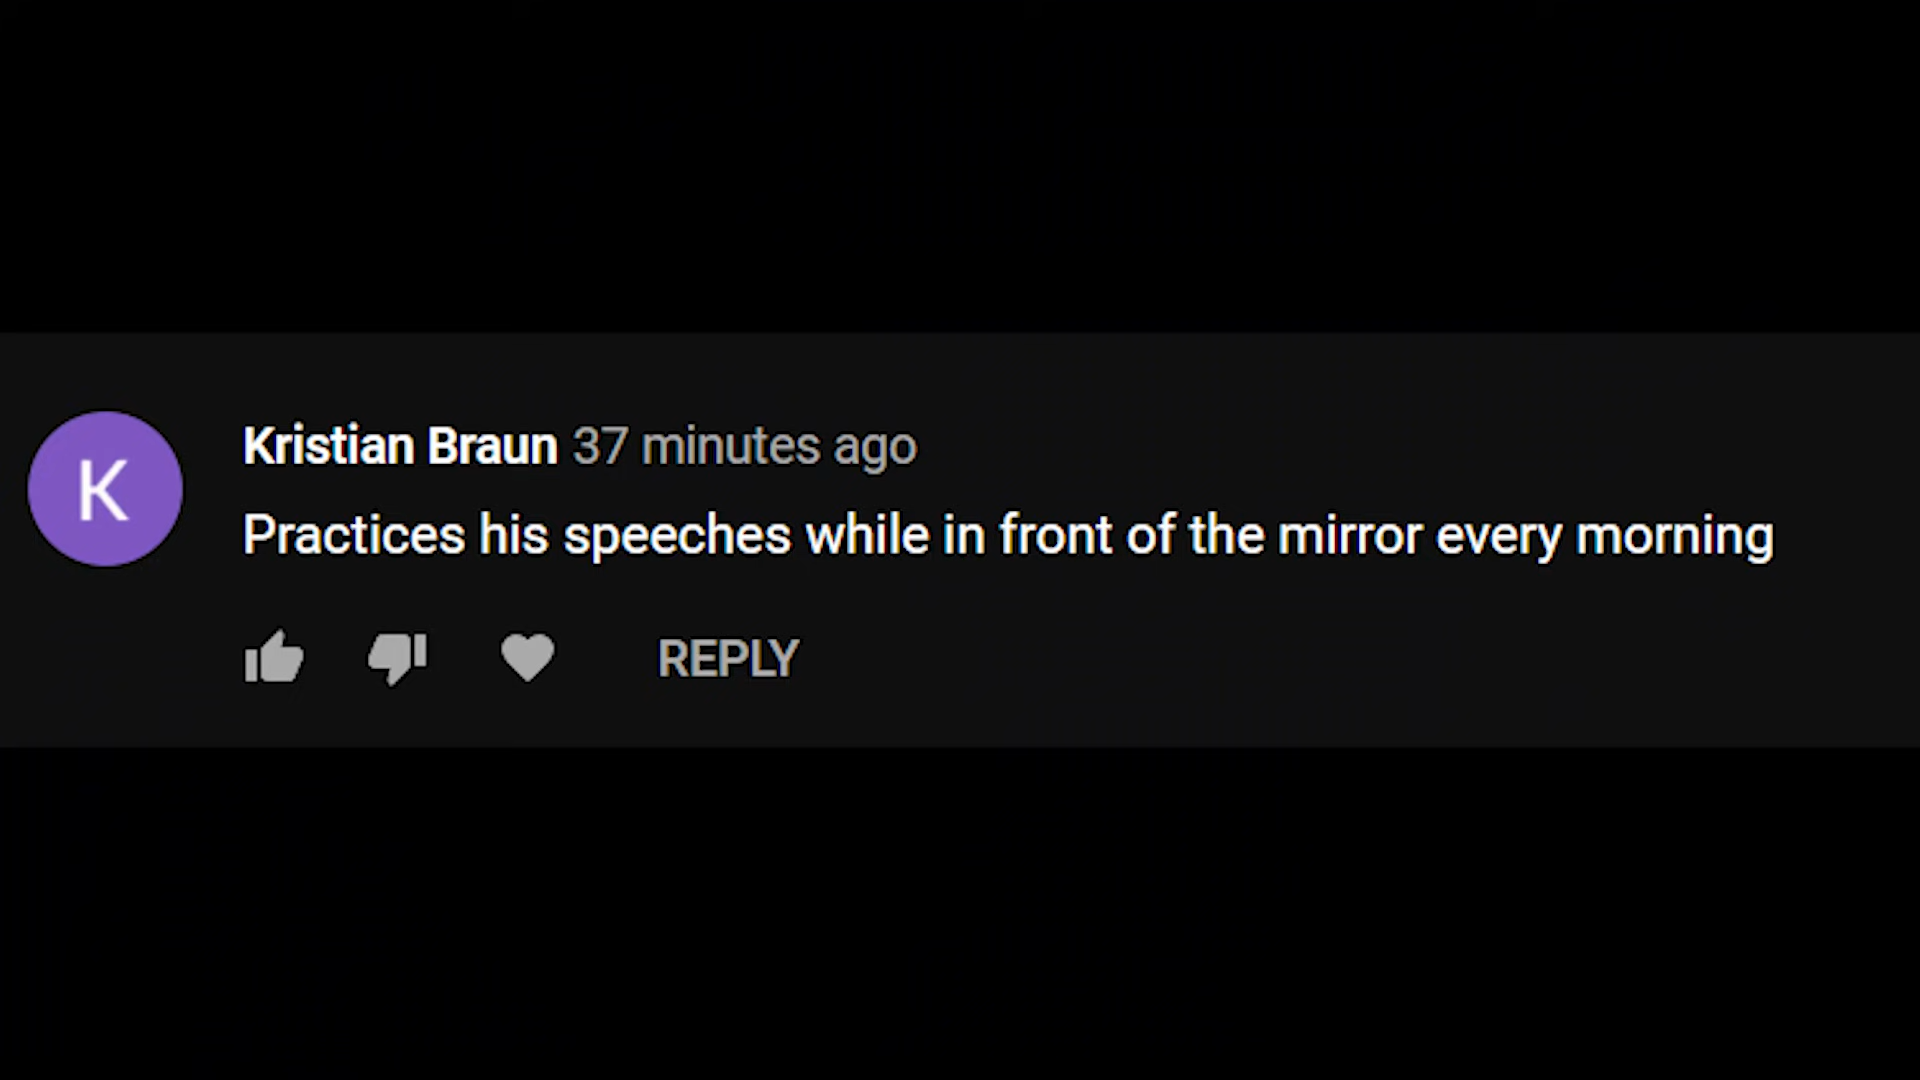 K
Kristian Braun 37 minutes ago
Practices his speeches while in front of the mirror every morning
REPLY